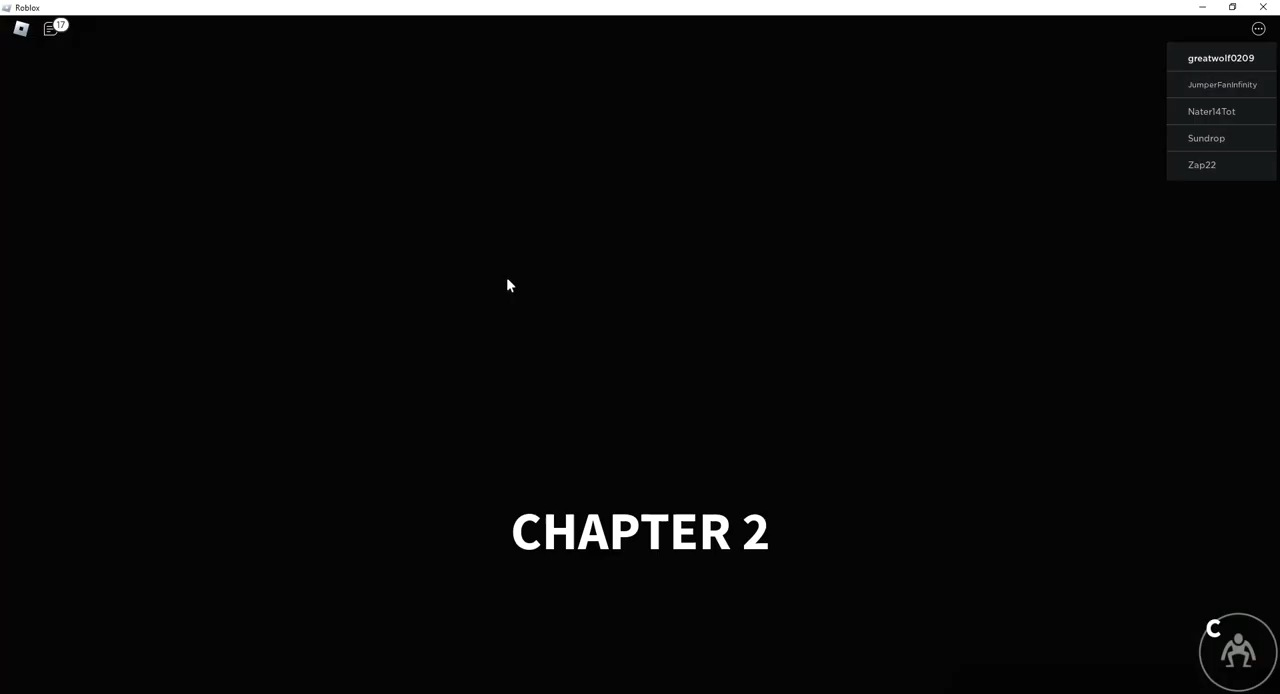 Roblox
17
greatwolf0209
JumperFanInfinity
Nater14Tot
Sundrop
Zap22
CHAPTER 2
C